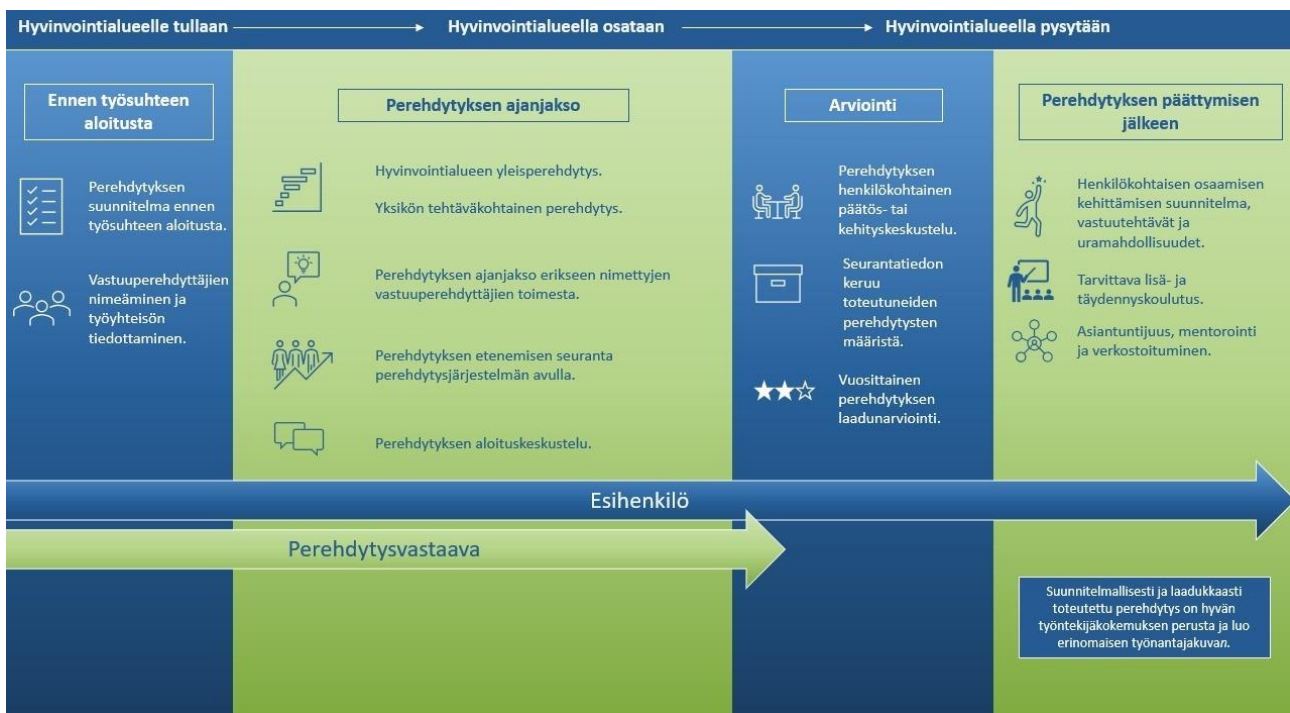 Hyvinvointialueelle tullaan
Hyvinvointialueella osataan
Hyvinvointialueella pysytään
Ennen työsuhteen
aloitusta
Perehdytyksen
suunnitelma ennen
työsuhteen aloitusta.
Vastuuperehdyttäjien
nimeäminen ja
työyhteisön
tiedottaminen.
Perehdytyksen ajanjakso
Hyvinvointialueen yleisperehdytys.
Yksikön tehtäväkohtainen perehdytys.
Perehdytyksen ajanjakso erikseen nimettyjen
vastuuperehdyttäjien toimesta.
Perehdytyksen etenemisen seuranta
perehdytysjärjestelmän avulla.
Perehdytyksen aloituskeskustelu.
Arviointi
Perehdytyksen
henkilökohtainen
päätös- tai
kehityskeskustelu.
Seurantatiedon
keruu
toteutuneiden
perehdytysten
määristä.
Vuosittainen
perehdytyksen
laadunarviointi.
Perehdytyksen päättymisen
jälkeen
Henkilökohtaisen osaamisen
kehittämisen suunnitelma,
vastuutehtävät ja
uramahdollisuudet.
Tarvittava lisä- ja
täydennyskoulutus.
Asiantuntijuus, mentorointi
ja verkostoituminen.
Esihenkilö
Perehdytysvastaava
Suunnitelmallisesti ja laadukkaasti
toteutettu perehdytys on hyvän
työntekijäkokemuksen perusta ja luo
erinomaisen työnantajakuvan.